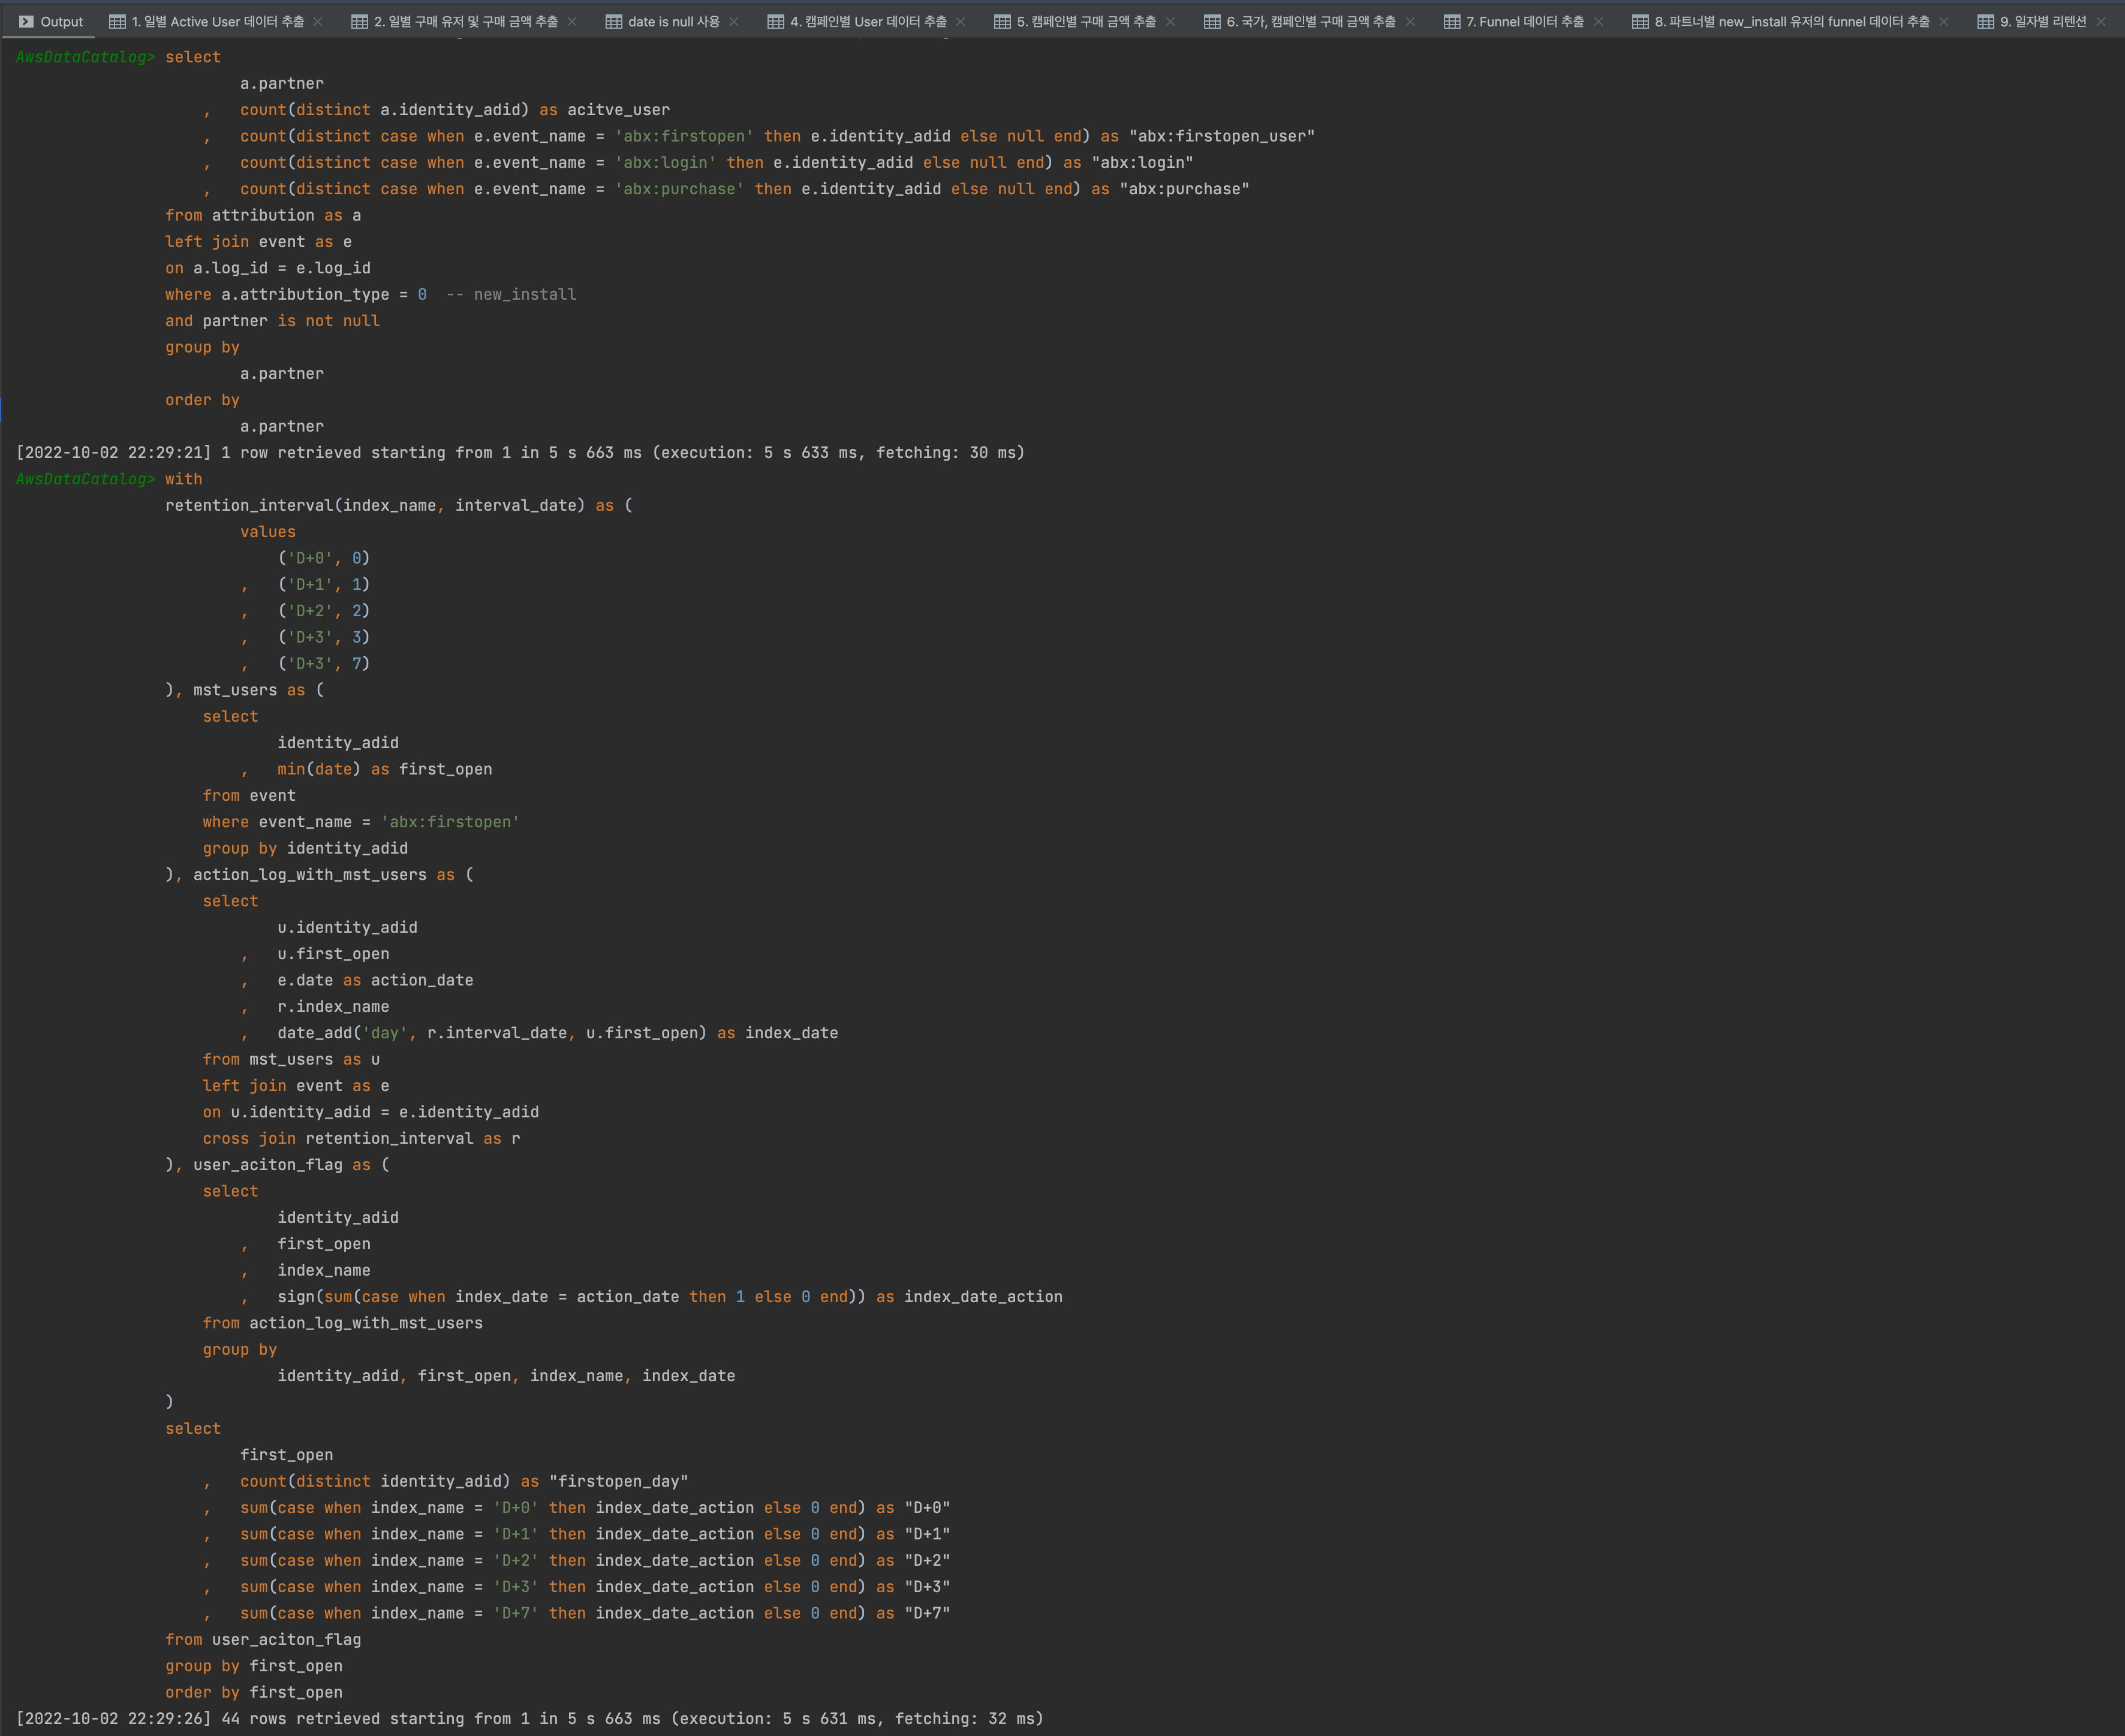 Output 1. 일별 Active User 데이터 추출 2. 일별 구매 유저 및 구매 금액 추출 date is null 사용 4. 캠페인별 User 데이터 추출 5. 캠페인별 구매 금액 추출 6. 국가, 캠페인별 구매 금액 추출 7. Funnel 데이터 추출 8. 파트너별 new_install 유저의 funnel 데이터 추출 9. 일자별 리텐션
AwsDataCatalog> select
a.partner
, count(distinct a.identity_adid) as acitve_user
, count(distinct case when e.event_name = 'abx:firstopen' then e.identity_adid else null end) as "abx:firstopen_user"
, count(distinct case when e.event_name = 'abx:login' then e.identity_adid else null end) as "abx:login"
, count(distinct case when e.event_name = 'abx:purchase' then e.identity_adid else null end) as "abx:purchase"
from attribution as a
left join event as e
on a.log_id = e.log_id
where a.attribution_type = 0 -- new_install
and partner is not null
group by
a.partner
order by
a.partner
[2022-10-02 22:29:21] 1 row retrieved starting from 1 in 5 s 663 ms (execution: 5 s 633 ms, fetching: 30 ms)
AwsDataCatalog> with
retention_interval(index_name, interval_date) as (
values
('D+0', 0)
, ('D+1', 1)
, ('D+2', 2)
, ('D+3', 3)
, ('D+3', 7)
), mst_users as (
select
identity_adid
, min(date) as first_open
from event
where event_name = 'abx:firstopen'
group by identity_adid
), action_log_with_mst_users as (
select
u.identity_adid
, u.first_open
, e.date as action_date
, r.index_name
, date_add('day', r.interval_date, u.first_open) as index_date
from mst_users as u
left join event as e
on u.identity_adid = e.identity_adid
cross join retention_interval as r
), user_aciton_flag as (
select
identity_adid
, first_open
, index_name
, sign(sum(case when index_date = action_date then 1 else 0 end)) as index_date_action
from action_log_with_mst_users
group by
identity_adid, first_open, index_name, index_date
)
select
first_open
, count(distinct identity_adid) as "firstopen_day"
, sum(case when index_name = 'D+0' then index_date_action else 0 end) as "D+0"
, sum(case when index_name = 'D+1' then index_date_action else 0 end) as "D+1"
, sum(case when index_name = 'D+2' then index_date_action else 0 end) as "D+2"
, sum(case when index_name = 'D+3' then index_date_action else 0 end) as "D+3"
, sum(case when index_name = 'D+7' then index_date_action else 0 end) as "D+7"
from user_aciton_flag
group by first_open
order by first_open
[2022-10-02 22:29:26] 44 rows retrieved starting from 1 in 5 s 663 ms (execution: 5 s 631 ms, fetching: 32 ms)